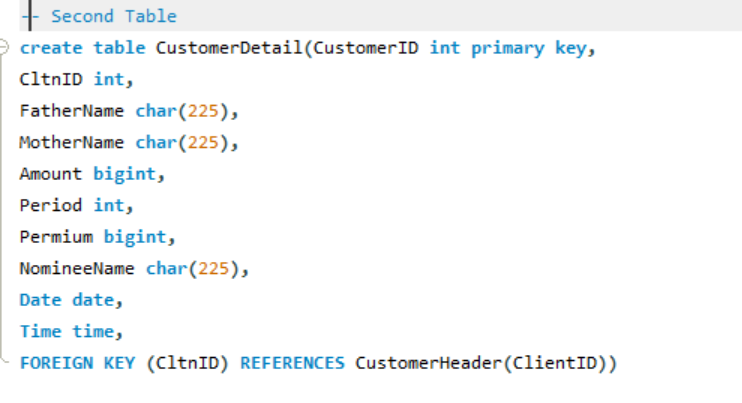 -- Second Table
create table CustomerDetail(CustomerID int primary key,
CltnID int,
FatherName char(225),
MotherName char(225),
Amount bigint,
Period int,
Permium bigint,
NomineeName char(225),
Date date,
Time time,
FOREIGN KEY (CltnID) REFERENCES CustomerHeader(ClientID))